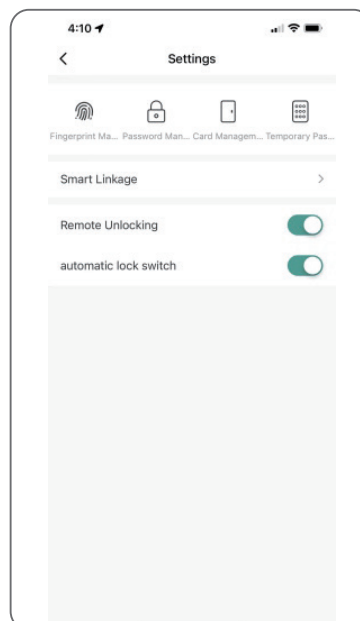 4:10
Settings
Fingerprint Ma... Password Man... Card Managem... Temporary Pas...
Smart Linkage
Remote Unlocking
automatic lock switch